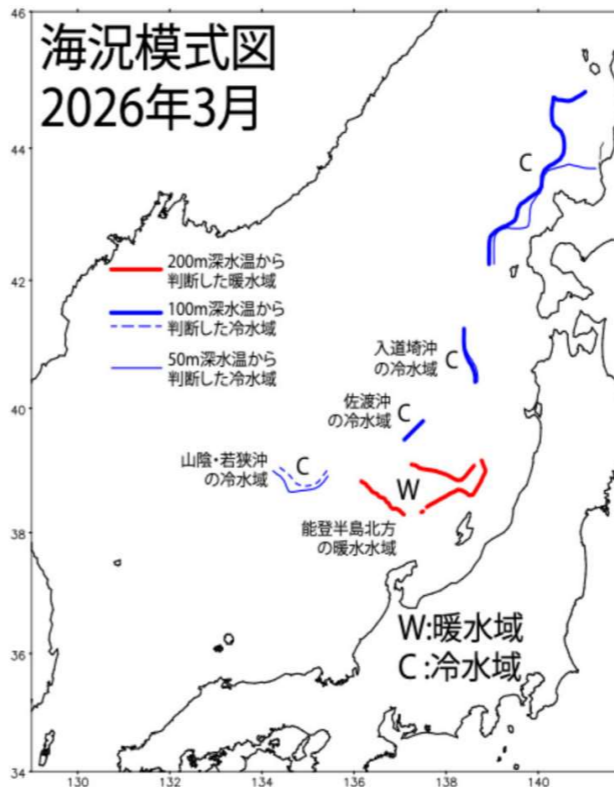 海況模式図
2026年3月
46
44
42
40
38
36
34
C
200m深水温から
判断した暖水域
100m深水温から
判断した冷水域
50m深水温から
判断した冷水域
入道埼沖
の冷水域
C
佐渡沖
の冷水域
C
山陰・若狭沖
の冷水域
C
W
能登半島北方
の暖水水域
W:暖水域
C:冷水域
130
132
134
136
138
140